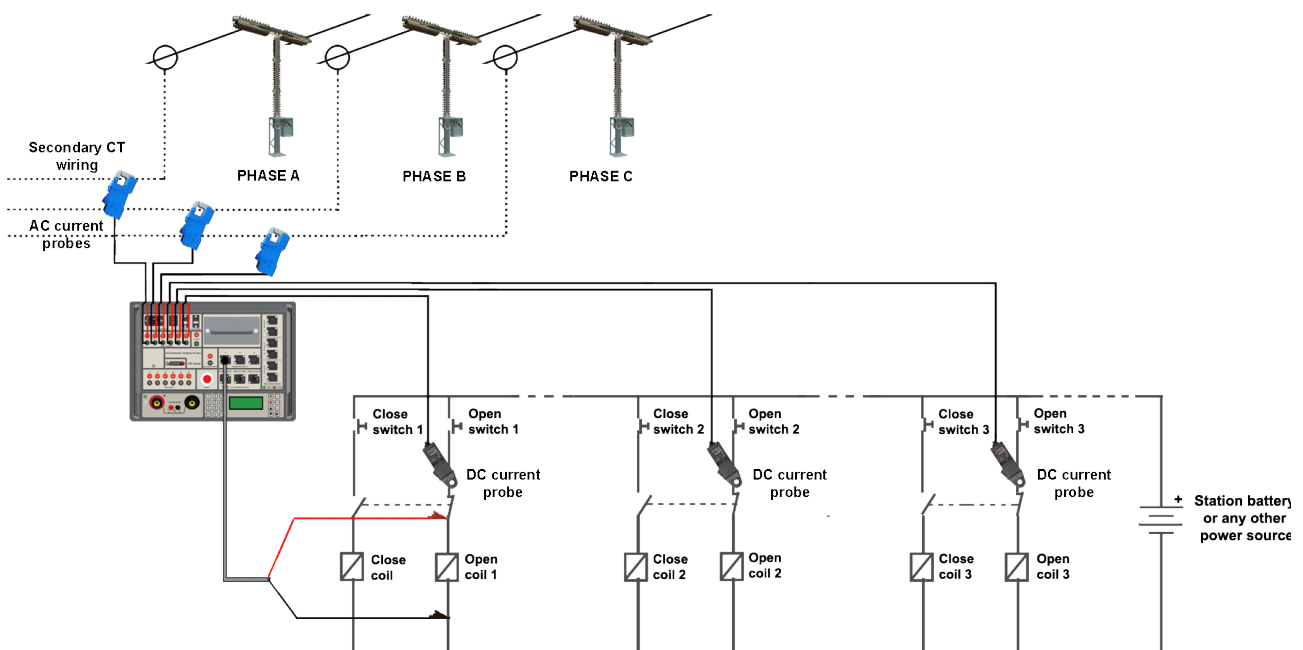 Secondary CT
wiring
PHASE A
PHASE B
PHASE C
AC current
probes
Close
switch 1
Open
switch 1
Close
switch 2
Open
switch 2
Close
switch 3
Open
switch 3
DC current
probe
DC current
probe
DC current
probe
+
Station battery
or any other
power source
Close
coil
Open
coil 1
Close
coil 2
Open
coil 2
Close
coil 3
Open
coil 3